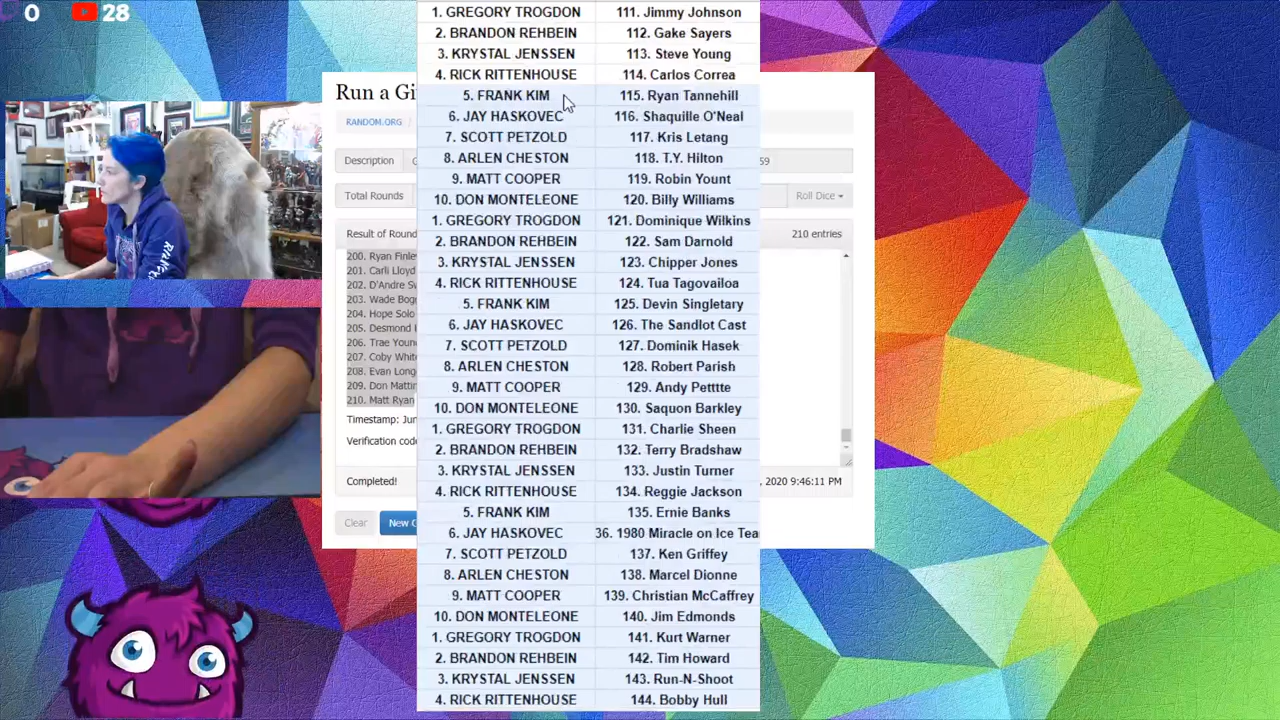 0 28
1. GREGORY TROGDON 111. Jimmy Johnson
2. BRANDON REHBEIN 112. Gake Sayers
3. KRYSTAL JENSSEN 113. Steve Young
4. RICK RITTENHOUSE 114. Carlos Correa
5. FRANK KIM 115. Ryan Tannehill
6. JAY HASKOVEC 116. Shaquille O'Neal
7. SCOTT PETZOLD 117. Kris Letang
8. ARLEN CHESTON 118. T.Y. Hilton
9. MATT COOPER 119. Robin Yount
10. DON MONTELEONE 120. Billy Williams
1. GREGORY TROGDON 121. Dominique Wilkins
2. BRANDON REHBEIN 122. Sam Darnold
3. KRYSTAL JENSSEN 123. Chipper Jones
4. RICK RITTENHOUSE 124. Tua Tagovailoa
5. FRANK KIM 125. Devin Singletary
6. JAY HASKOVEC 126. The Sandlot Cast
7. SCOTT PETZOLD 127. Dominik Hasek
8. ARLEN CHESTON 128. Robert Parish
9. MATT COOPER 129. Andy Petttte
10. DON MONTELEONE 130. Saquon Barkley
1. GREGORY TROGDON 131. Charlie Sheen
2. BRANDON REHBEIN 132. Terry Bradshaw
3. KRYSTAL JENSSEN 133. Justin Turner
4. RICK RITTENHOUSE 134. Reggie Jackson
5. FRANK KIM 135. Ernie Banks
6. JAY HASKOVEC 36. 1980 Miracle on Ice Tea
7. SCOTT PETZOLD 137. Ken Griffey
8. ARLEN CHESTON 138. Marcel Dionne
9. MATT COOPER 139. Christian McCaffrey
10. DON MONTELEONE 140. Jim Edmonds
1. GREGORY TROGDON 141. Kurt Warner
2. BRANDON REHBEIN 142. Tim Howard
3. KRYSTAL JENSSEN 143. Run-N-Shoot
4. RICK RITTENHOUSE 144. Bobby Hull
Run a Gi
RANDOM.ORG /
Description G 59
Total Rounds Roll Dice
Result of Round 210 entries
200. Ryan Finle
201. Carli Lloyd
202. D'Andre Sw
203. Wade Bog
204. Hope Solo
205. Desmond
206. Trae Young
207. Coby White
208. Evan Long
209. Don Mattin
210. Matt Ryan
Timestamp: Jun
Verification code
Completed! , 2020 9:46:11 PM
Clear New G